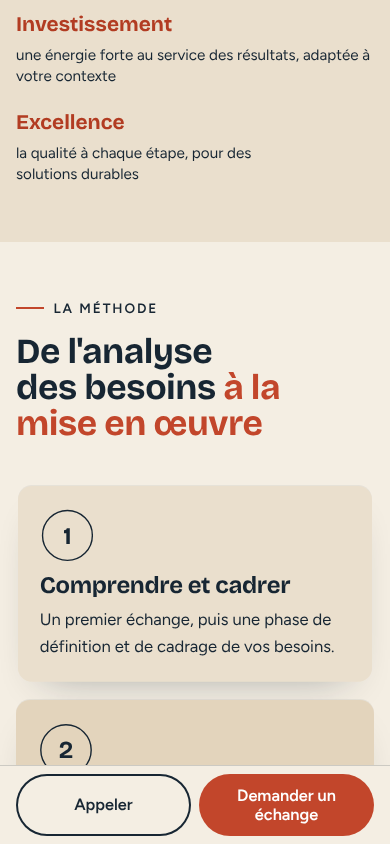 Investissement
une énergie forte au service des résultats, adaptée à
votre contexte
Excellence
la qualité à chaque étape, pour des
solutions durables
LA MÉTHODE
De l'analyse
des besoins à la
mise en œuvre
1
Comprendre et cadrer
Un premier échange, puis une phase de
définition et de cadrage de vos besoins.
2
Appeler
Demander un
échange